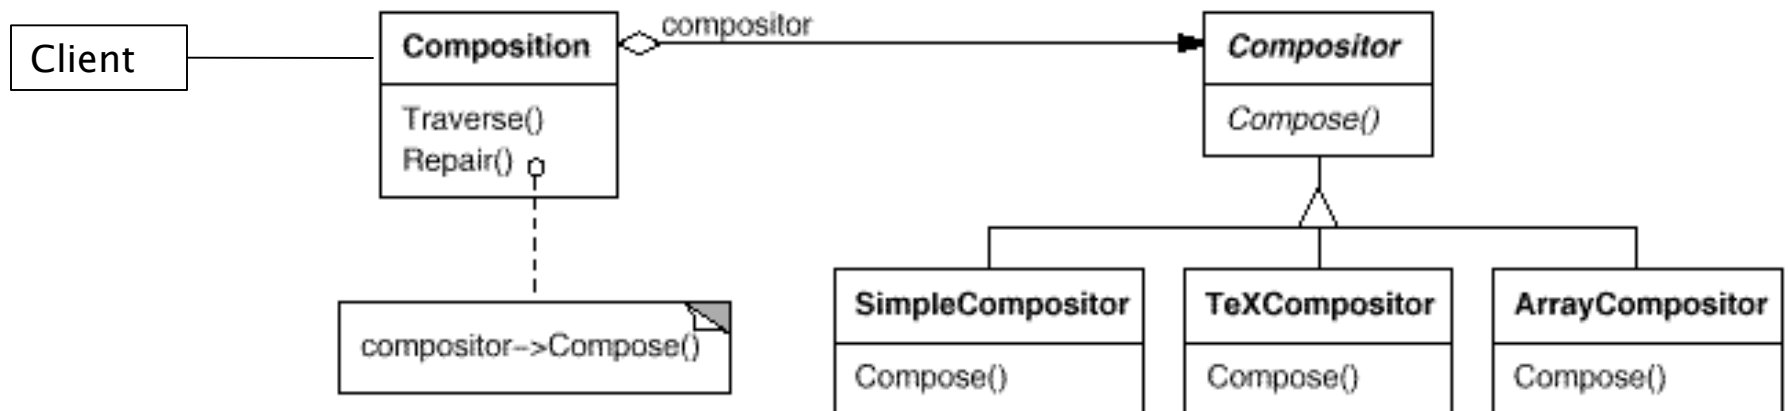 Client
Composition
Traverse()
Repair()
compositor
Compositor
Compose()
compositor−>Compose()
SimpleCompositor
Compose()
TeXCompositor
Compose()
ArrayCompositor
Compose()